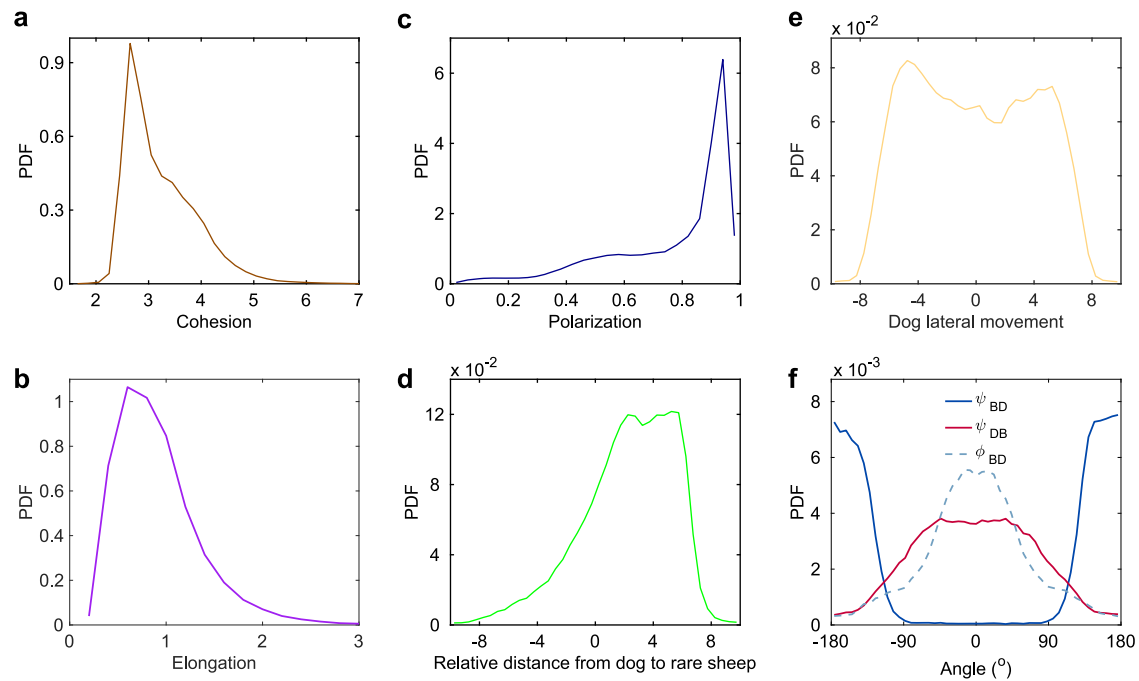 a
0.9
0.6
0.3
0
PDF
2 3 4 5 6 7
Cohesion
b
1
0.8
0.6
0.4
0.2
0
PDF
0 1 2 3
Elongation
c
6
4
2
0
PDF
0 0.2 0.4 0.6 0.8 1
Polarization
d
x 10-2
12
8
4
0
PDF
-8 -4 0 4 8
Relative distance from dog to rare sheep
e
x 10-2
8
6
4
2
0
PDF
-8 -4 0 4 8
Dog lateral movement
f
x 10-3
8
6
4
2
0
PDF
ψ BD
ψ DB
ϕ BD
-180 -90 0 90 180
Angle (o)